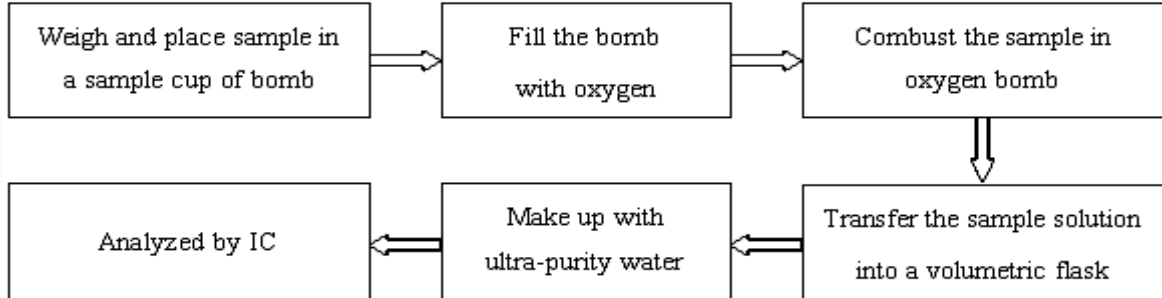 Weigh and place sample in
a sample cup of bomb
Fill the bomb
with oxygen
Combust the sample in
oxygen bomb
Transfer the sample solution
into a volumetric flask
Make up with
ultra-purity water
Analyzed by IC